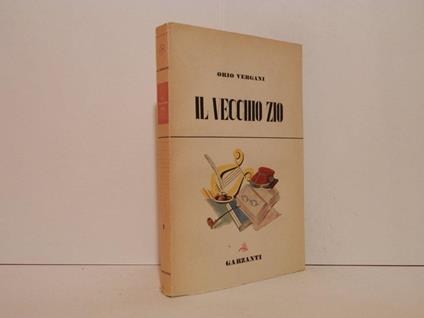 ORIO VERGANI
IL VECCHIO ZIO
GARZANTI